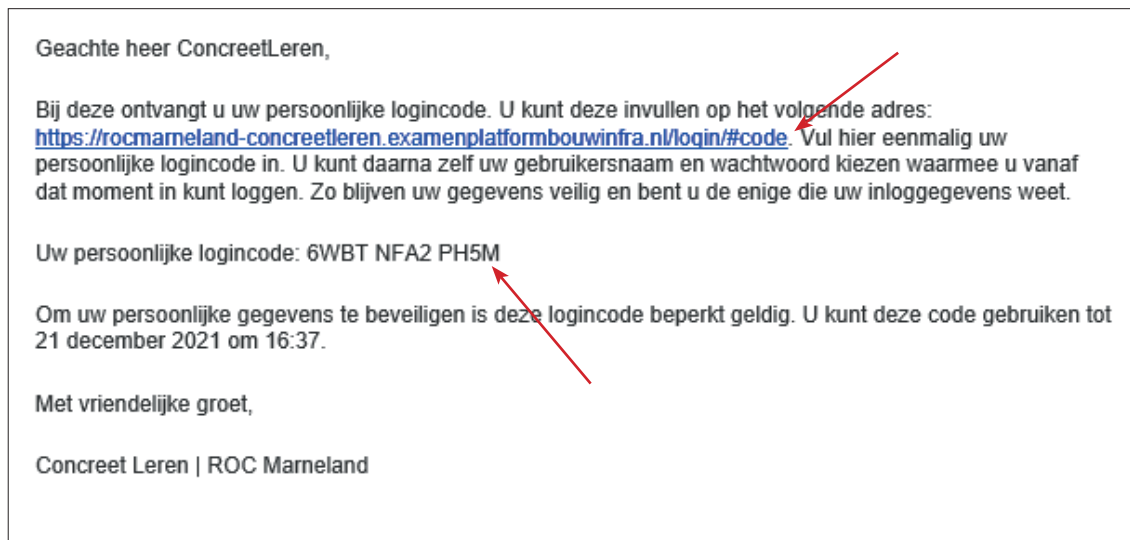 Geachte heer ConcreetLeren,
Bij deze ontvangt u uw persoonlijke logincode. U kunt deze invullen op het volgende adres:
https://rocmarneland-concreetleren.examenplatformbouwinfra.nl/login/#code. Vul hier eenmalig uw
persoonlijke logincode in. U kunt daarna zelf uw gebruikersnaam en wachtwoord kiezen waarmee u vanaf
dat moment in kunt loggen. Zo blijven uw gegevens veilig en bent u de enige die uw inloggegevens weet.
Uw persoonlijke logincode: 6WBT NFA2 PH5M
Om uw persoonlijke gegevens te beveiligen is deze logincode beperkt geldig. U kunt deze code gebruiken tot
21 december 2021 om 16:37.
Met vriendelijke groet,
Concreet Leren | ROC Marneland